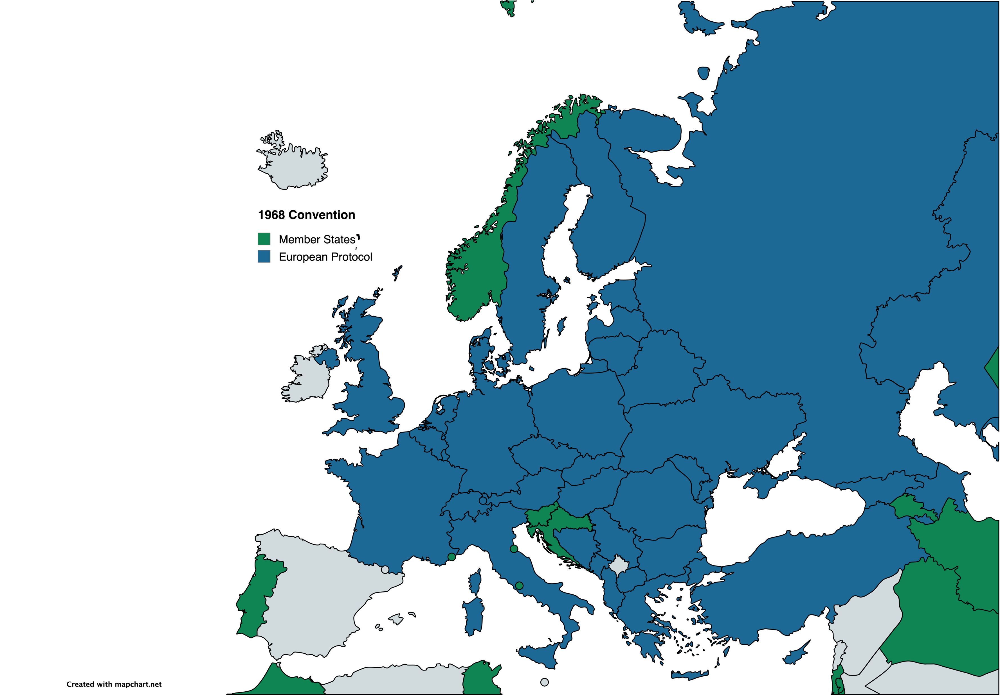 1968 Convention
Member States
European Protocol
Created with mapchart.net